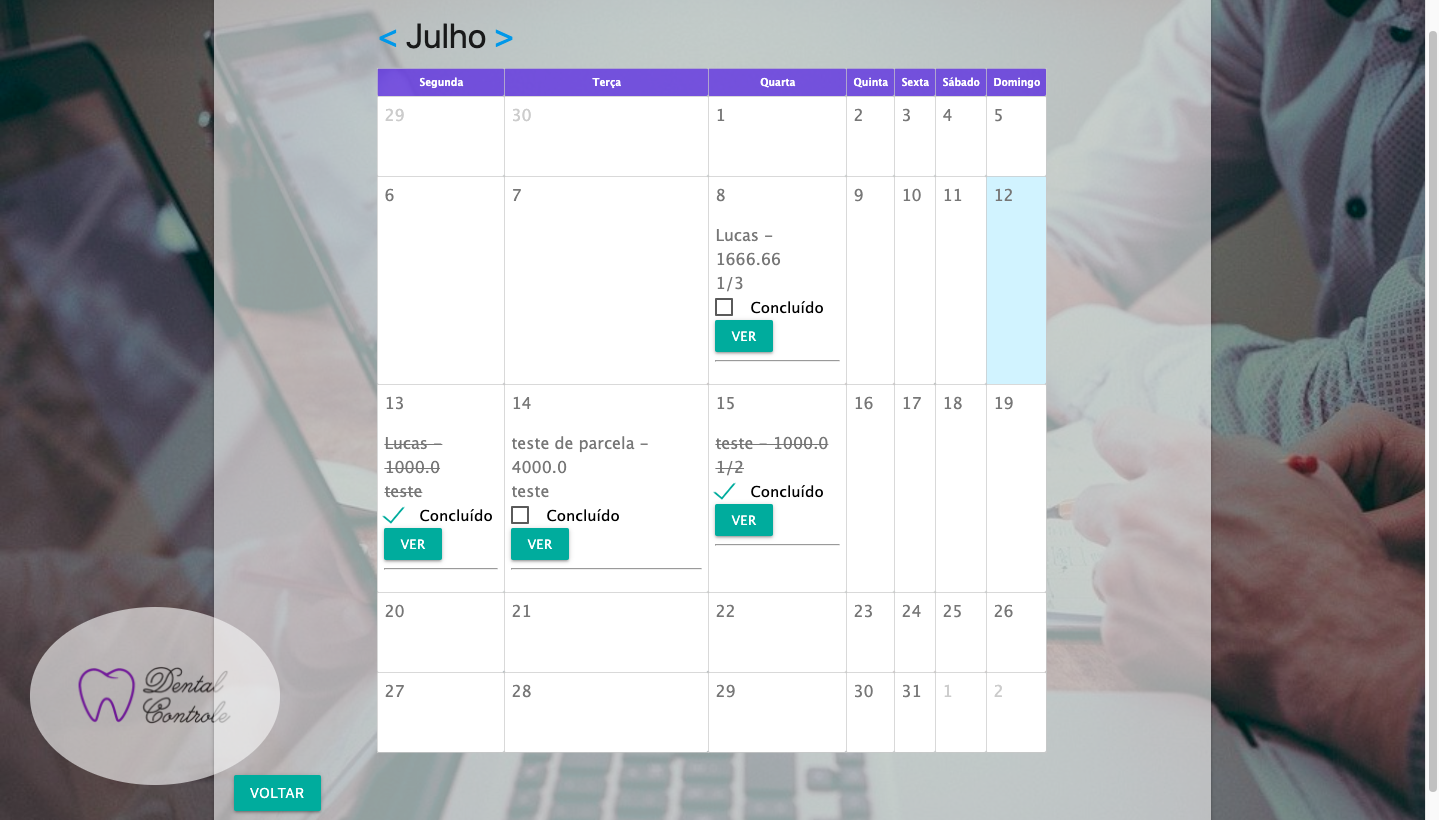 < Julho >
Segunda Terça Quarta Quinta Sexta Sábado Domingo
29 30 1 2 3 4 5
6 7 8 9 10 11 12
Lucas -
1666.66
1/3
Concluído
VER
13 14 15 16 17 18 19
Lucas -
1000.0
teste
Concluído
VER
teste de parcela -
4000.0
teste
Concluído
VER
teste - 1000.0
1/2
Concluído
VER
20 21 22 23 24 25 26
27 28 29 30 31 1 2
Dental
Controle
VOLTAR